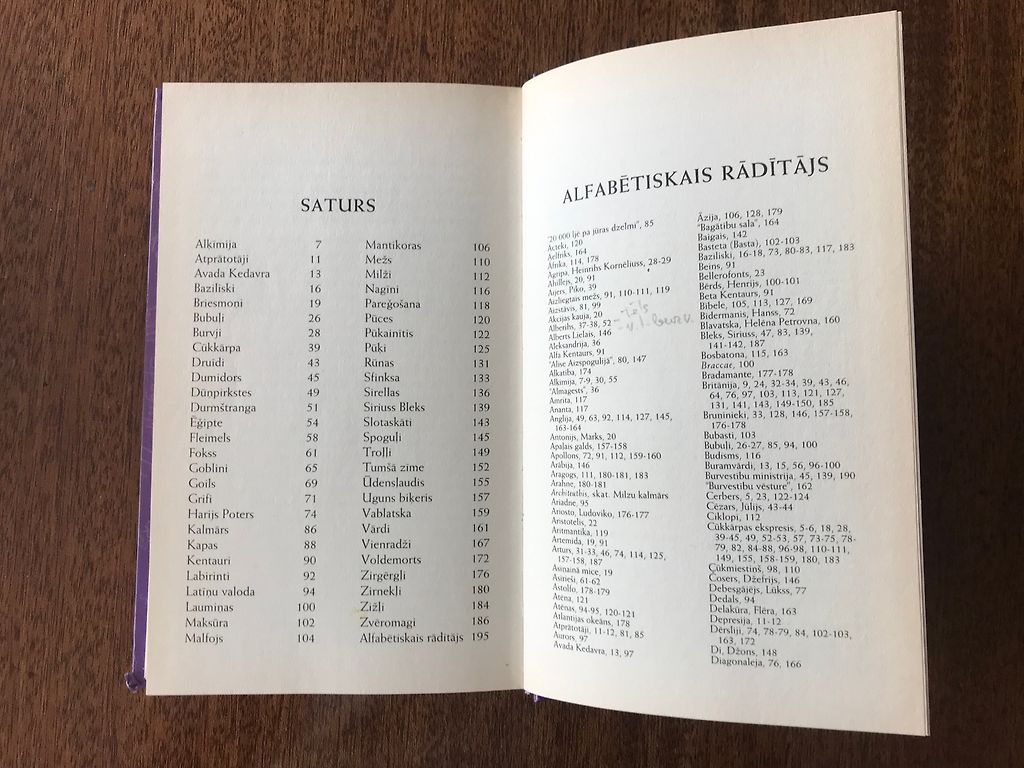 SATURS
Alķīmija 7
Atprātotāji 11
Avada Kedavra 13
Baziliski 16
Briesmoņi 19
Bubuļi 26
Burvji 28
Cūkkārpa 39
Druīdi 43
Dumidors 45
Dūņpirkstes 49
Durmštranga 51
Ēģipte 54
Fleimels 58
Fokss 61
Goblini 65
Goils 69
Grifi 71
Harijs Poters 74
Kalmārs 86
Kapas 88
Kentauri 90
Labirinti 92
Latiņu valoda 94
Laumiņas 100
Maksūra 102
Malfojs 104
Mantikoras 106
Mežs 110
Milži 112
Nagini 116
Pareģošana 118
Pūces 120
Pūkainītis 122
Pūķi 125
Rūnas 131
Sfinksa 133
Sirēllas 136
Siriuss Bleks 139
Slotaskāti 143
Spoguļi 145
Troļļi 149
Tumšā zīme 152
Ūdensļaudis 155
Uguns biķeris 157
Vablatska 159
Vārdi 161
Vienradži 167
Voldemorts 172
Zirgērgļi 176
Zirnekļi 180
Zižļi 184
Zvēromagi 186
Alfabētiskais rādītājs 195
ALFABĒTISKAIS RĀDĪTĀJS
"20 000 ljē pa jūras dzelmi", 85
Acteki, 120
Aelfriks, 164
Āfrika, 114, 178
Agripa, Heinrihs Kornēliuss, 28-29
Ahillejs, 20, 91
Aijers, Piko, 39
Aizliegtais mežs, 91, 110-111, 119
Aizstāvis, 81, 99
Akcijas kauja, 20
Alberihs, 37-38, 52
Alberts Lielais, 146
Aleksandrija, 36
Alfa Kentaurs, 91
"Alise Aizspogulijā", 80, 147
Alkatiba, 174
Alķīmija, 7-9, 30, 55
"Almagests", 36
Amrita, 117
Ananta, 117
Anglija, 49, 63, 92, 114, 127, 145,
163-164
Antonijs, Marks, 20
Apaļais galds, 157-158
Apollons, 72, 91, 112, 159-160
Arābija, 146
Aragogs, 111, 180-181, 183
Arahne, 180-181
Architeuthis, skat. Milzu kalmārs
Ariadne, 95
Ariosto, Ludoviko, 176-177
Aristotelis, 22
Aritmantika, 119
Artemīda, 19, 91
Arturs, 31-33, 46, 74, 114, 125,
157-158, 187
Asinainā mice, 19
Asīrieši, 61-62
Astolfo, 178-179
Atēna, 121
Atēnas, 94-95, 120-121
Atlantijas okeāns, 178
Atprātotāji, 11-12, 81, 85
Aurors, 97
Avada Kedavra, 13, 97
Āzija, 106, 128, 179
"Bagātību sala", 164
Baigais, 142
Basteta (Basta), 102-103
Baziliski, 16-18, 73, 80-83, 117, 183
Beins, 91
Bellerofonts, 23
Bērds, Henrijs, 100-101
Beta Kentaurs, 91
Bībele, 105, 113, 127, 169
Bidermanis, Hanss, 72
Blavatska, Helēna Petrovna, 160
Bleks, Siriuss, 47, 83, 139,
141-142, 187
Bosbatona, 115, 163
Braccae, 100
Bradamante, 177-178
Britānija, 9, 24, 32-34, 39, 43, 46,
64, 76, 97, 103, 113, 121, 127,
131, 141, 143, 149-150, 185
Bruņinieki, 33, 128, 146, 157-158,
176-178
Bubasti, 103
Bubuļi, 26-27, 85, 94, 100
Budisms, 116
Buramvārdi, 13, 15, 56, 96-100
Burvestību ministrija, 45, 139, 190
"Burvestību vēsture", 162
Cerbers, 5, 23, 122-124
Cēzars, Jūlijs, 43-44
Ciklopi, 112
Cūkkārpas ekspresis, 5-6, 18, 28,
39-45, 49, 52-53, 57, 73-75, 78-
79, 82, 84-88, 96-98, 110-111,
149, 155, 158-159, 180, 183
Cūkmiestiņš, 98, 110
Čosers, Džefrijs, 146
Debesgājējs, Lūkss, 77
Dedals, 94
Delakūra, Flēra, 163
Depresija, 11-12
Dērsliji, 74, 78-79, 84, 102-103,
163, 172
Dī, Džons, 148
Diagonaleja, 76, 166